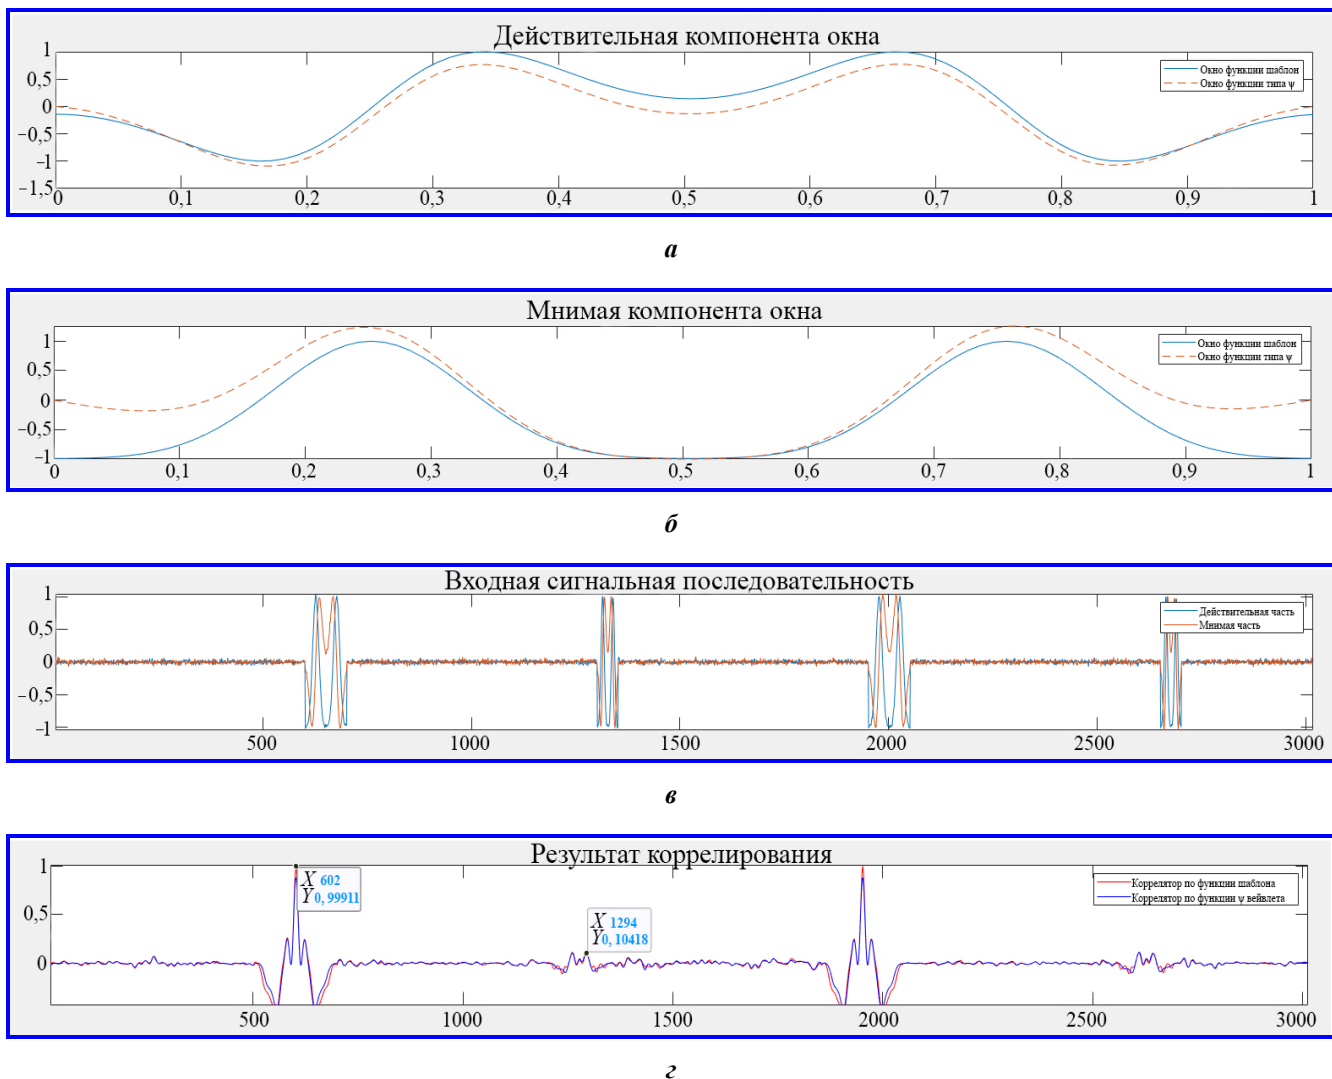 Действительная компонента окна
1
0,5
0
−0,5
−1
−1,5
Окно функции шаблон
Окно функции типа ψ
0 0,1 0,2 0,3 0,4 0,5 0,6 0,7 0,8 0,9 1
а
Мнимая компонента окна
1
0,5
0
−0,5
−1
Окно функции шаблон
Окно функции типа ψ
0 0,1 0,2 0,3 0,4 0,5 0,6 0,7 0,8 0,9 1
б
Входная сигнальная последовательность
1
0,5
0
−0,5
−1
Действительная часть
Мнимая часть
500 1000 1500 2000 2500 3000
в
Результат коррелирования
1
0,5
0
X 602
Y 0, 99911
X 1294
Y 0, 10418
Коррелятор по функции шаблона
Коррелятор по функции ψ вейвлета
500 1000 1500 2000 2500 3000
г